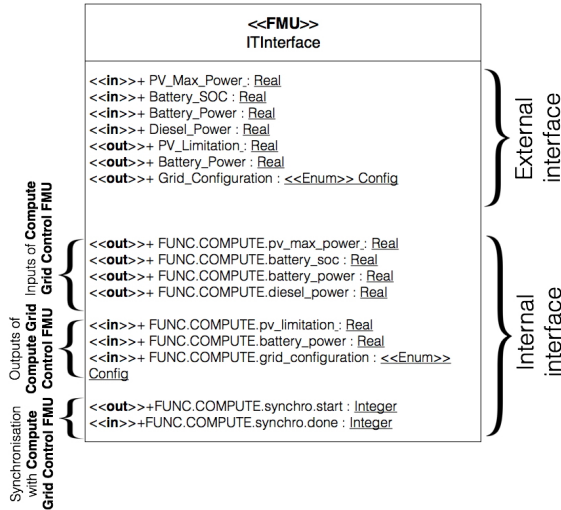 <<FMU>>
ITInterface
<<in>>+ PV_Max_Power : Real
<<in>>+ Battery_SOC : Real
<<in>>+ Battery_Power : Real
<<in>>+ Diesel_Power : Real
<<out>>+ PV_Limitation : Real
<<out>>+ Battery_Power : Real
<<out>>+ Grid_Configuration : <<Enum>> Config
External
interface
Inputs of Compute
Grid Control FMU
<<out>>+ FUNC.COMPUTE.pv_max_power : Real
<<out>>+ FUNC.COMPUTE.battery_soc : Real
<<out>>+ FUNC.COMPUTE.battery_power : Real
<<out>>+ FUNC.COMPUTE.diesel_power : Real
Outputs of
Compute Grid
Control FMU
<<in>>+ FUNC.COMPUTE.pv_limitation : Real
<<in>>+ FUNC.COMPUTE.battery_power : Real
<<in>>+ FUNC.COMPUTE.grid_configuration : <<Enum>>
Config
Synchronisation
with Compute
Grid Control FMU
<<out>>+FUNC.COMPUTE.synchro.start : Integer
<<in>>+FUNC.COMPUTE.synchro.done : Integer
Internal
interface